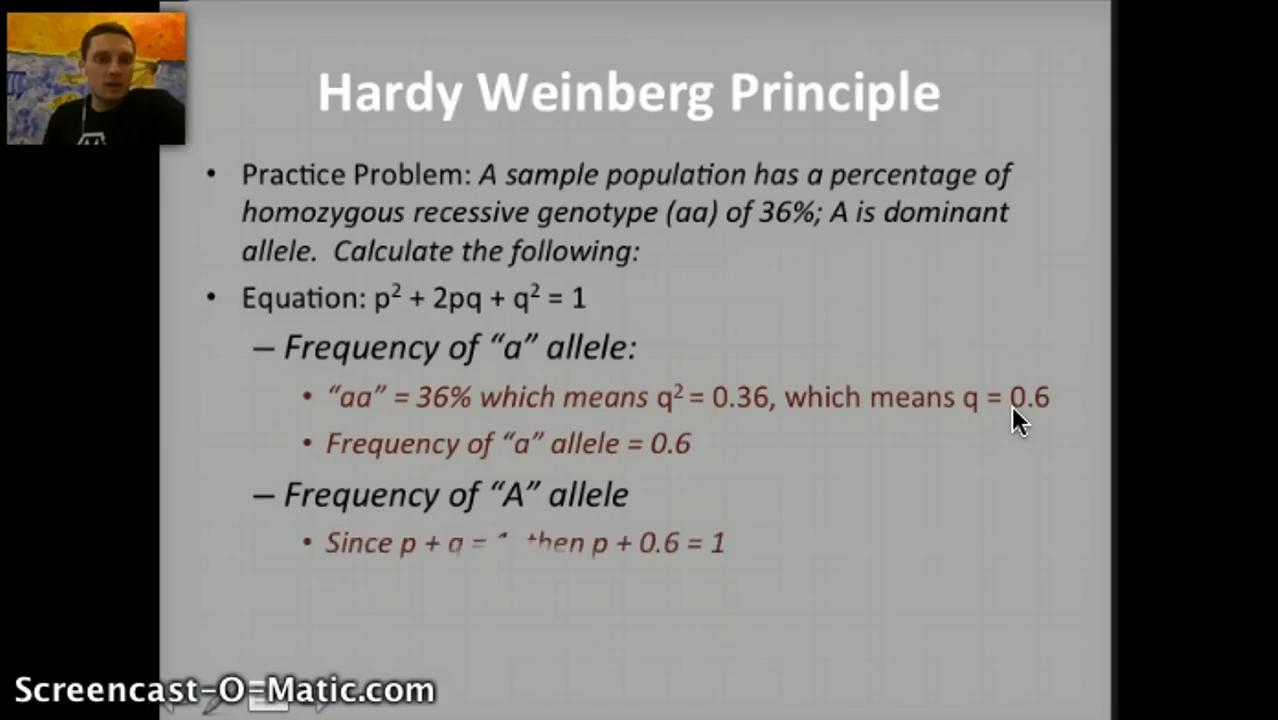 Hardy Weinberg Principle
• Practice Problem: A sample population has a percentage of
homozygous recessive genotype (aa) of 36%; A is dominant
allele. Calculate the following:
• Equation: p² + 2pq + q² = 1
– Frequency of “a” allele:
• “aa” = 36% which means q² = 0.36, which means q = 0.6
• Frequency of “a” allele = 0.6
– Frequency of “A” allele
• Since p + q = then p + 0.6 = 1
Screencast-O-Matic.com